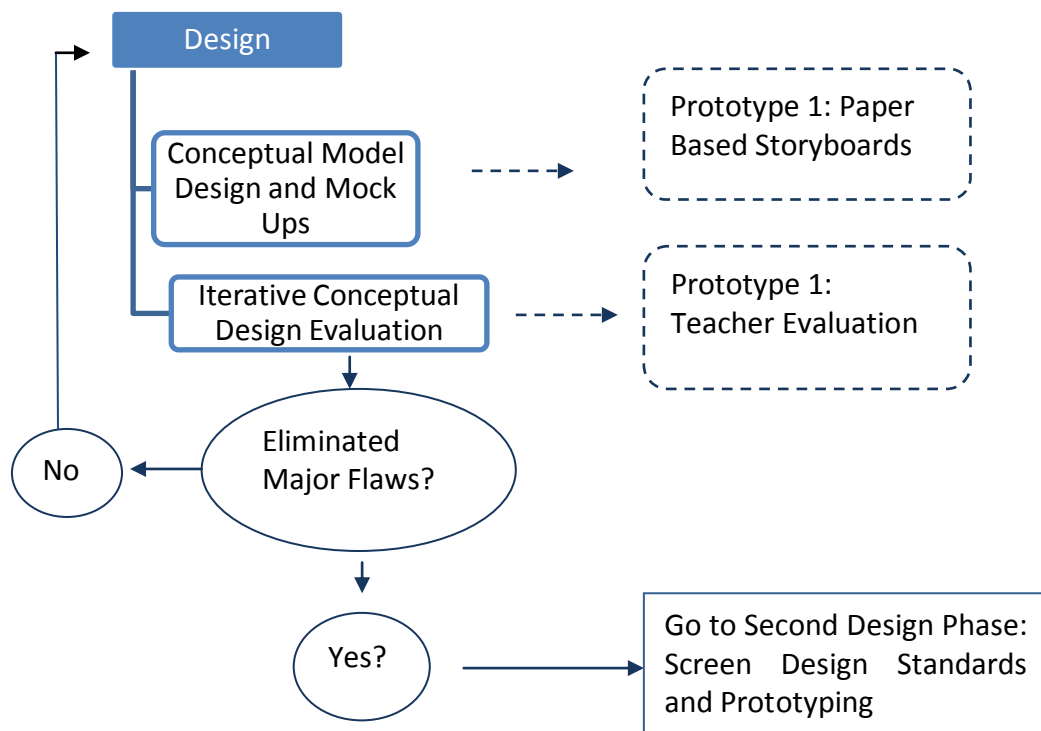 Design
Conceptual Model
Design and Mock
Ups
Prototype 1: Paper
Based Storyboards
Iterative Conceptual
Design Evaluation
Prototype 1:
Teacher Evaluation
Eliminated
Major Flaws?
No
Yes?
Go to Second Design Phase:
Screen Design Standards
and Prototyping